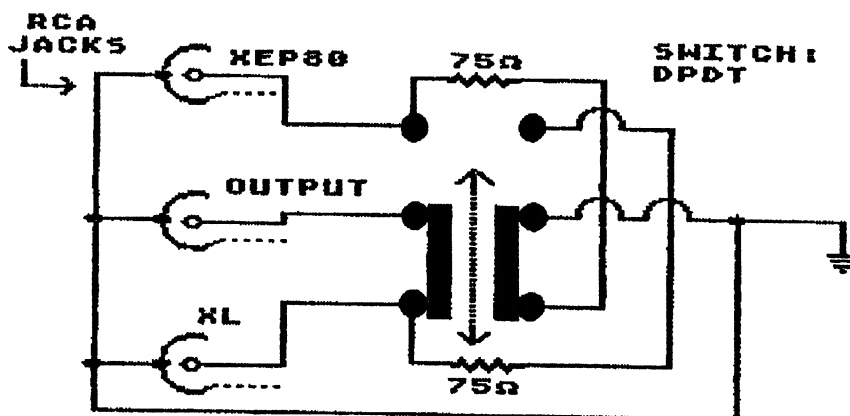 RCA
JACKS
XEP80
75Ω
SWITCH:
DPDT
OUTPUT
XL
75Ω